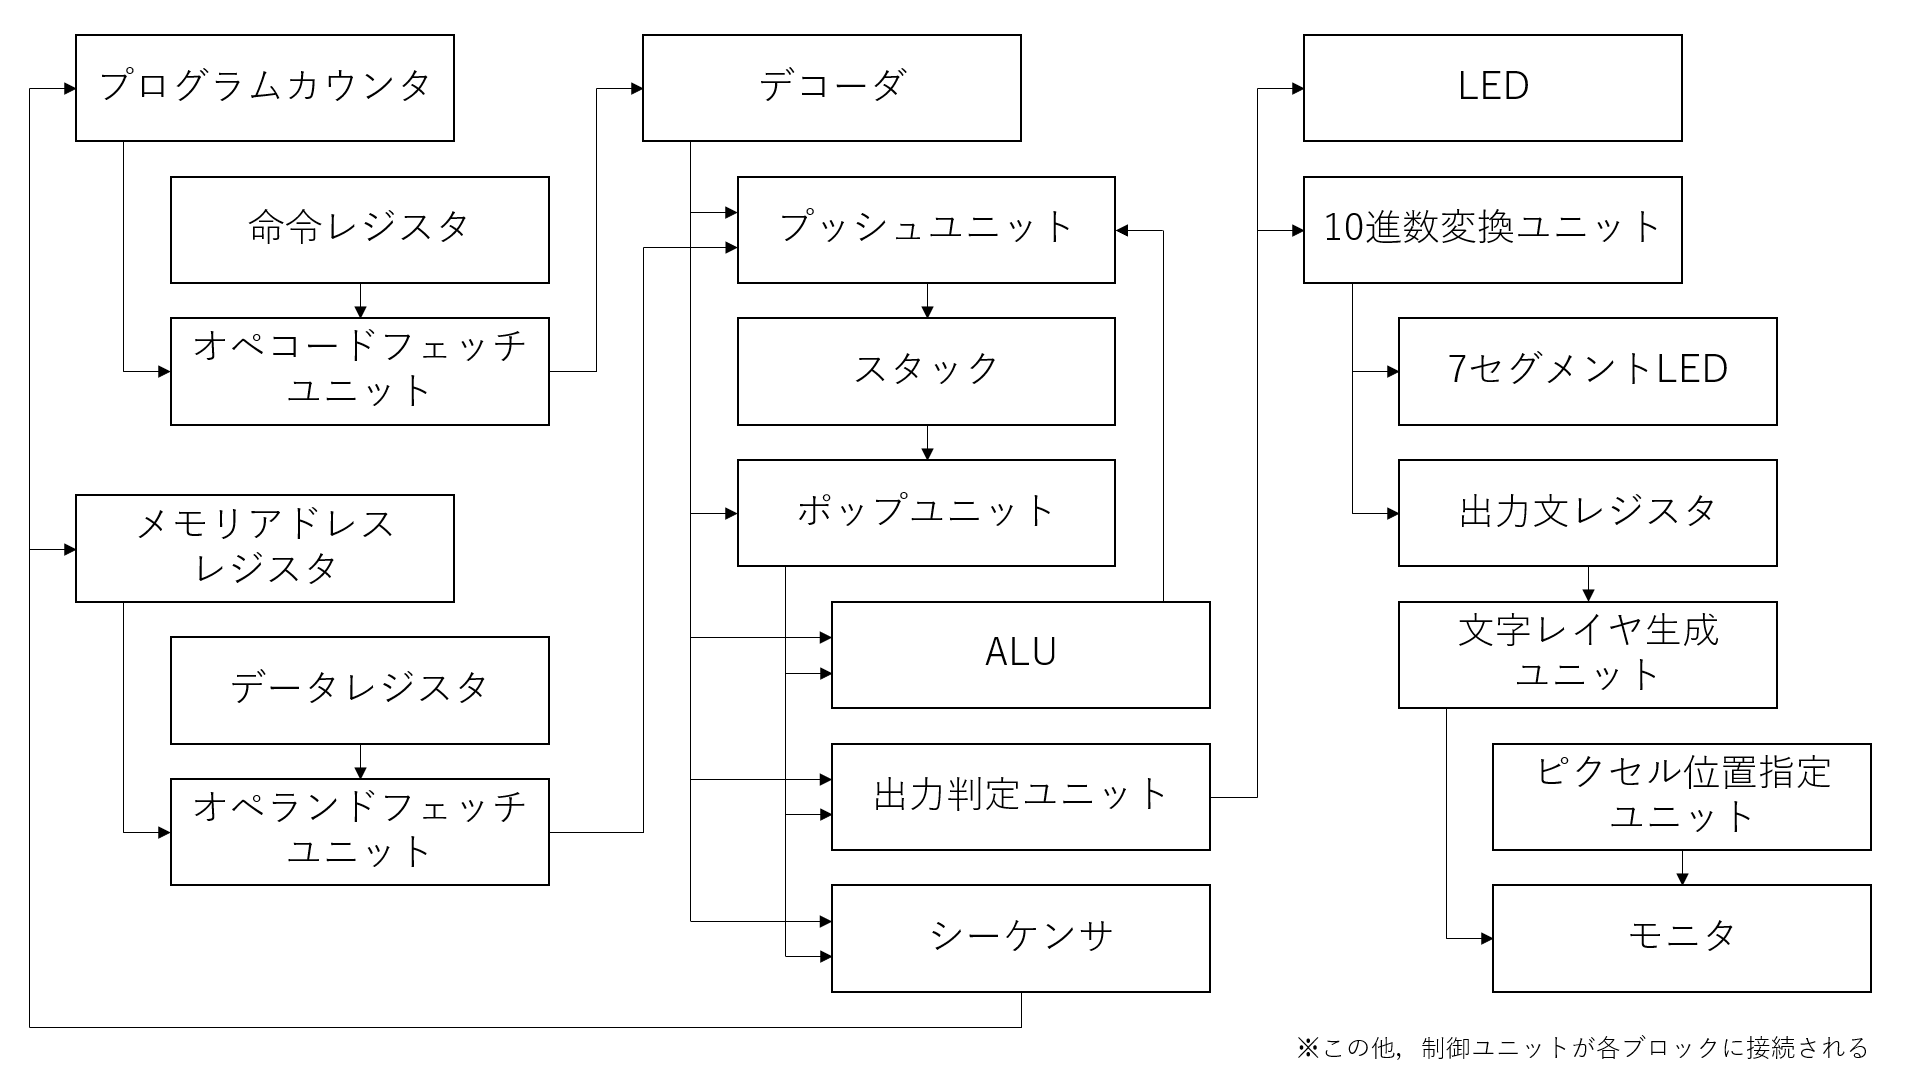 プログラムカウンタ
命令レジスタ
オペコードフェッチ
ユニット
メモリアドレス
レジスタ
データレジスタ
オペランドフェッチ
ユニット
デコーダ
プッシュユニット
スタック
ポップユニット
ALU
出力判定ユニット
シーケンサ
LED
10進数変換ユニット
7セグメントLED
出力文レジスタ
文字レイヤ生成
ユニット
ピクセル位置指定
ユニット
モニタ
※この他，制御ユニットが各ブロックに接続される